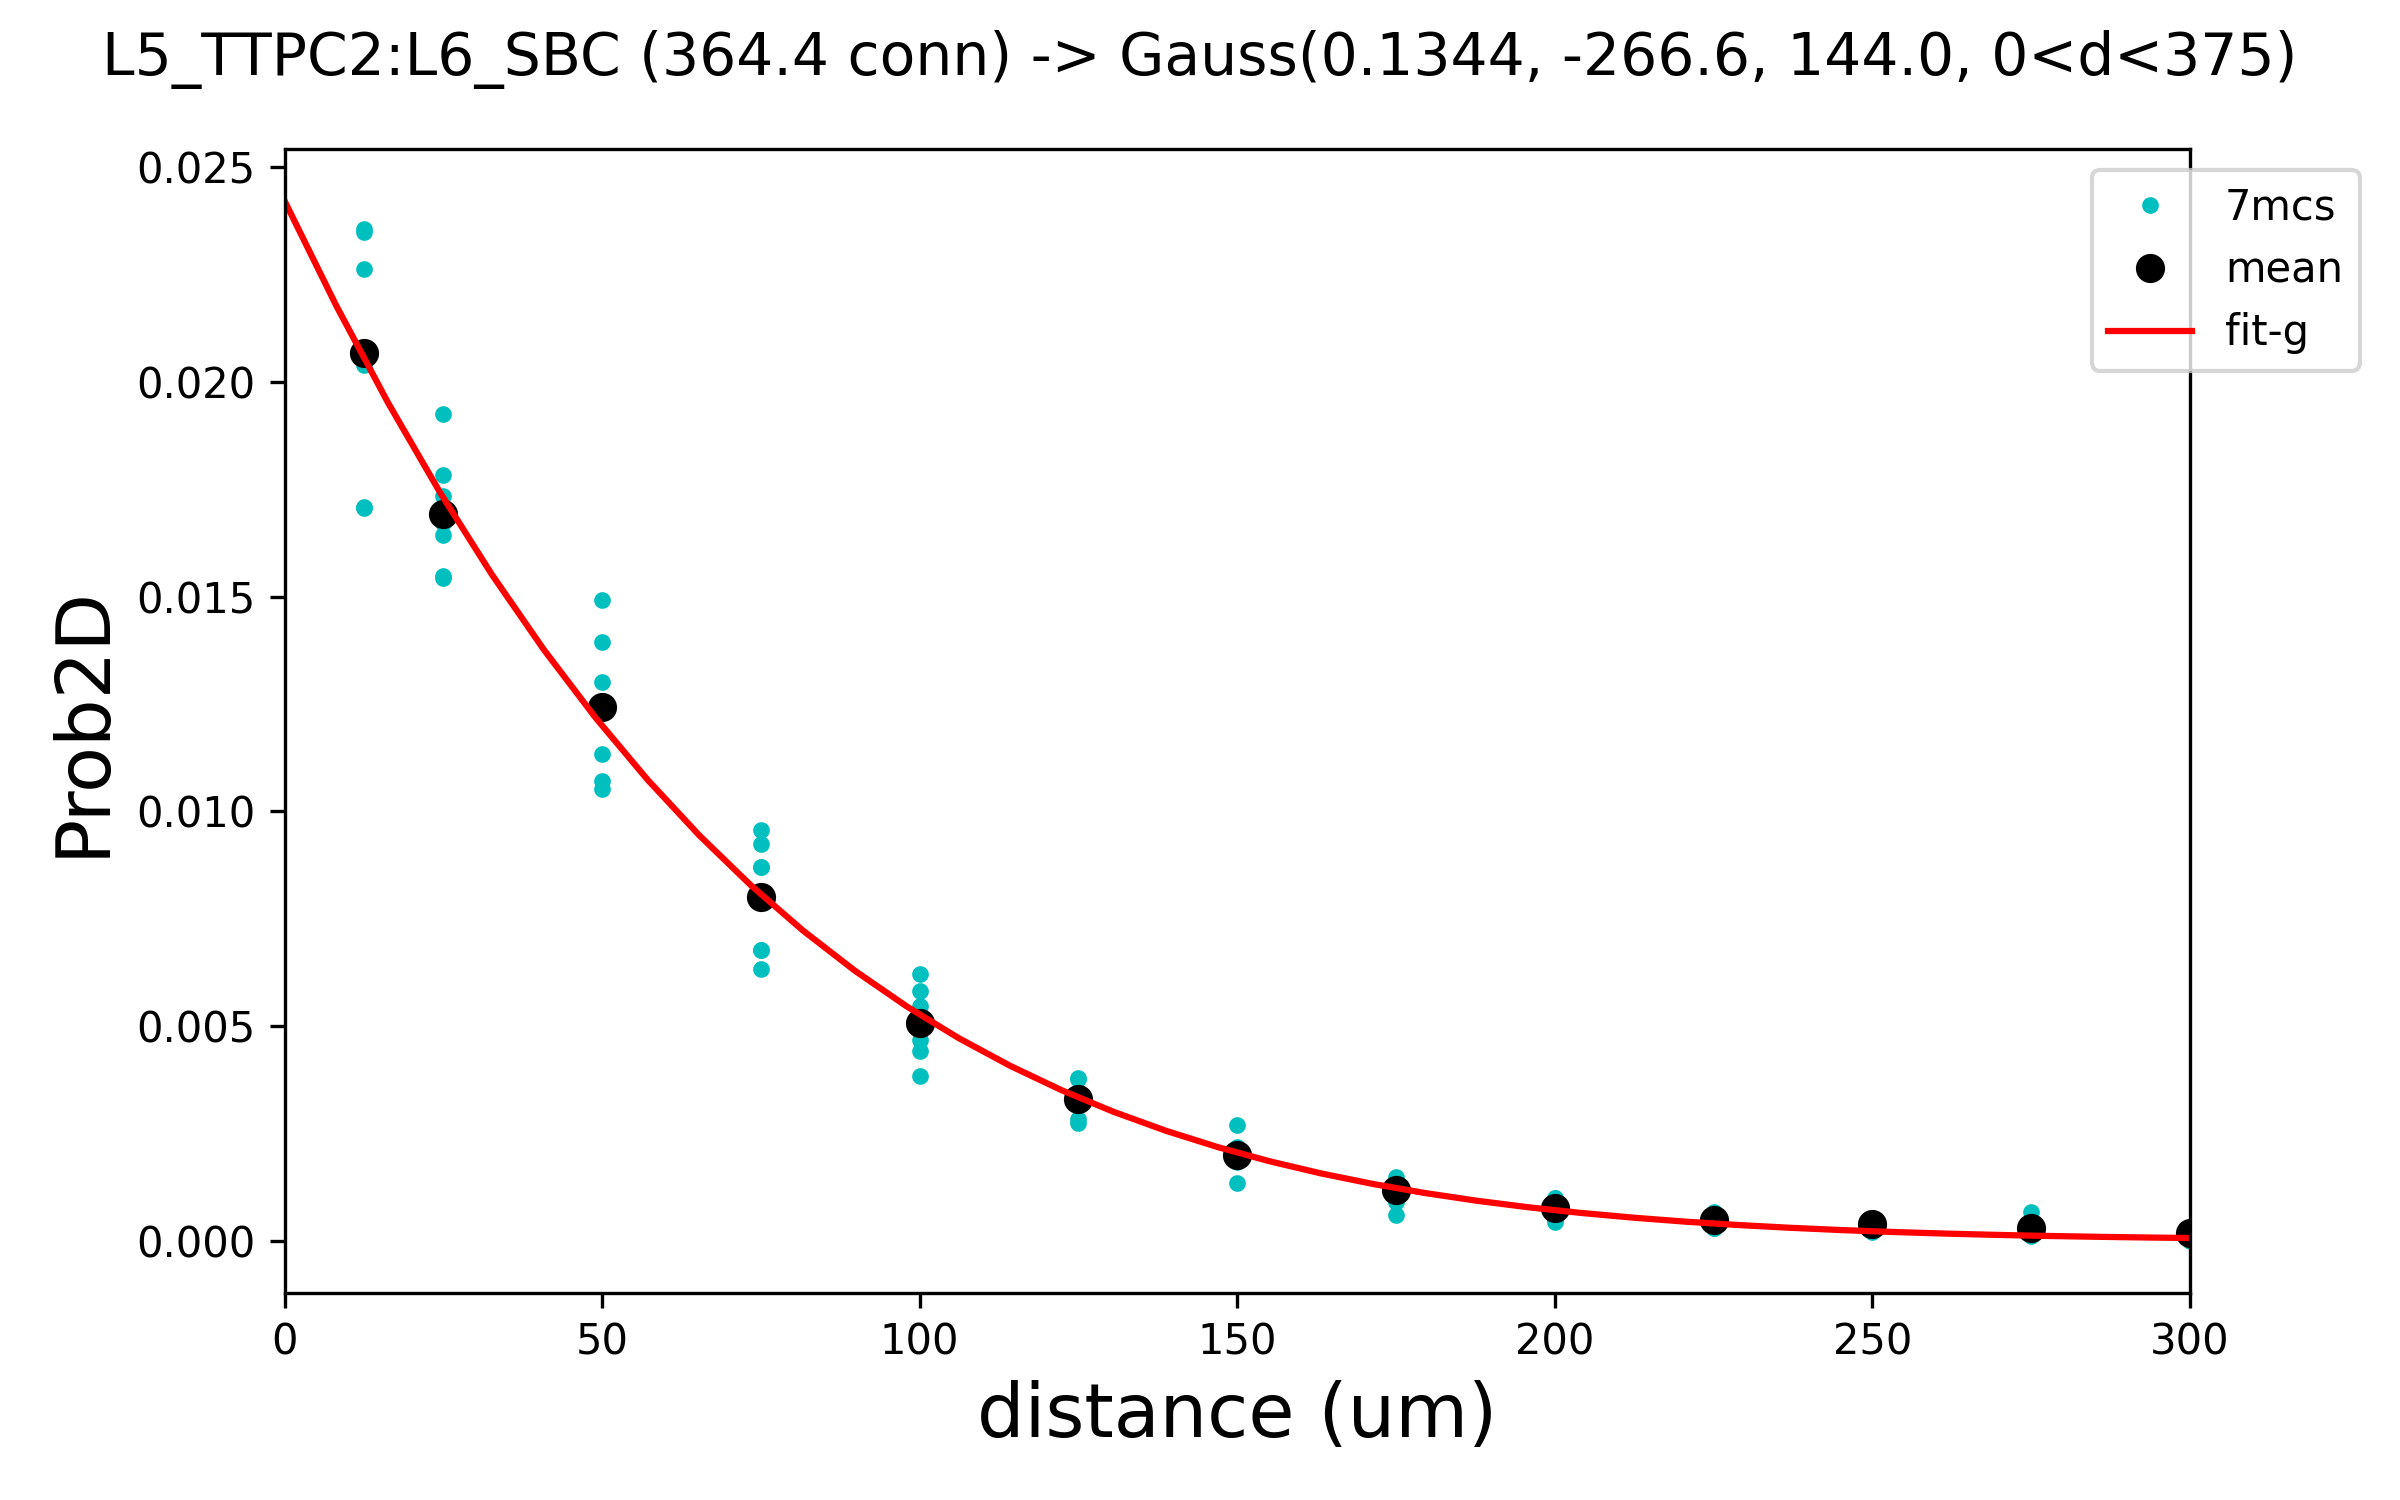 L5_TTPC2:L6_SBC (364.4 conn) -> Gauss(0.1344, -266.6, 144.0, 0<d<375)
0.025
0.020
0.015
0.010
0.005
0.000
Prob2D
0 50 100 150 200 250 300
distance (um)
7mcs
mean
fit-g